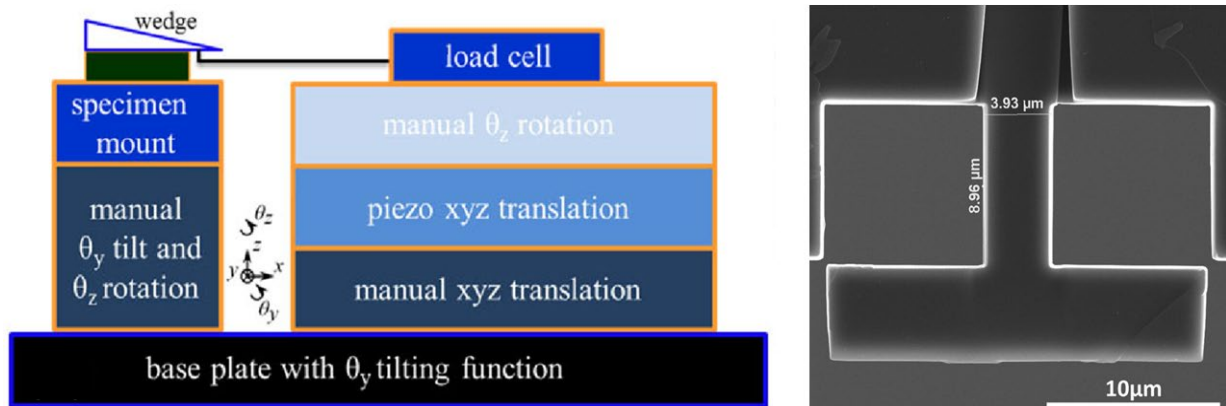 wedge
load cell
specimen
mount
manual θz rotation
manual
θy tilt and
θz rotation
θz
z
y
x
θy
piezo xyz translation
manual xyz translation
base plate with θy tilting function
3.93 µm
8.96 µm
10µm